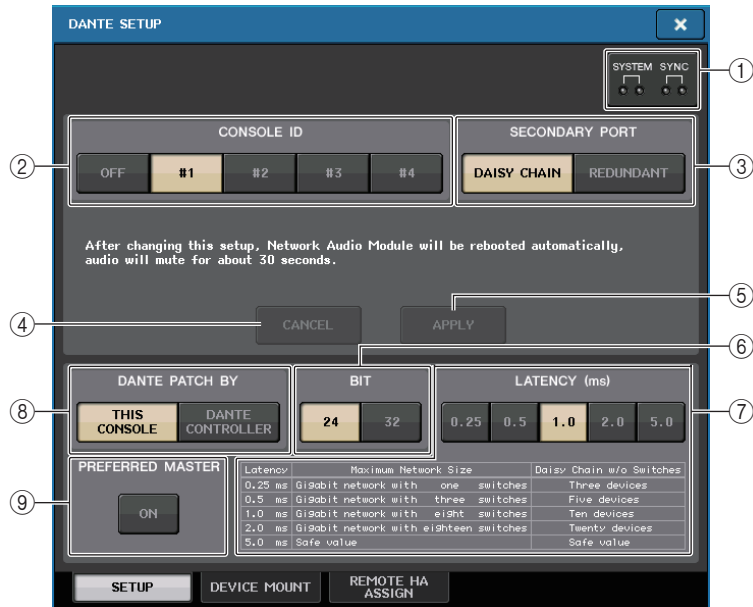 DANTE SETUP
×
SYSTEM SYNC
①
CONSOLE ID
SECONDARY PORT
②
OFF #1 #2 #3 #4
DAISY CHAIN REDUNDANT
③
After changing this setup, Network Audio Module will be rebooted automatically,
audio will mute for about 30 seconds.
④
CANCEL
APPLY
⑤
⑥
DANTE PATCH BY
BIT
LATENCY (ms)
⑧
THIS CONSOLE
DANTE CONTROLLER
24 32
0.25 0.5 1.0 2.0 5.0
⑦
PREFERRED MASTER
⑨
ON
Latency Maximum Network Size Daisy Chain w/o Switches
0.25 ms Gigabit network with one switches Three devices
0.5 ms Gigabit network with three switches Five devices
1.0 ms Gigabit network with eight switches Ten devices
2.0 ms Gigabit network with eighteen switches Twenty devices
5.0 ms Safe value Safe value
SETUP
DEVICE MOUNT
REMOTE HA
ASSIGN